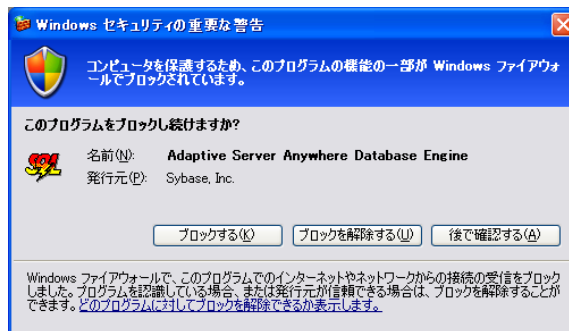 Windows セキュリティの重要な警告
コンピュータを保護するため、このプログラムの機能の一部が Windows ファイアウォ
ールでブロックされています。
このプログラムをブロックし続けますか?
SQL
名前(N): Adaptive Server Anywhere Database Engine
発行元(P): Sybase, Inc.
ブロックする(K) ブロックを解除する(U) 後で確認する(A)
Windows ファイアウォールで、このプログラムでのインターネットやネットワークからの接続の受信をブロック
しました。プログラムを認識している場合、または発行元が信頼できる場合は、ブロックを解除することが
できます。どのプログラムに対してブロックを解除できるか表示します。